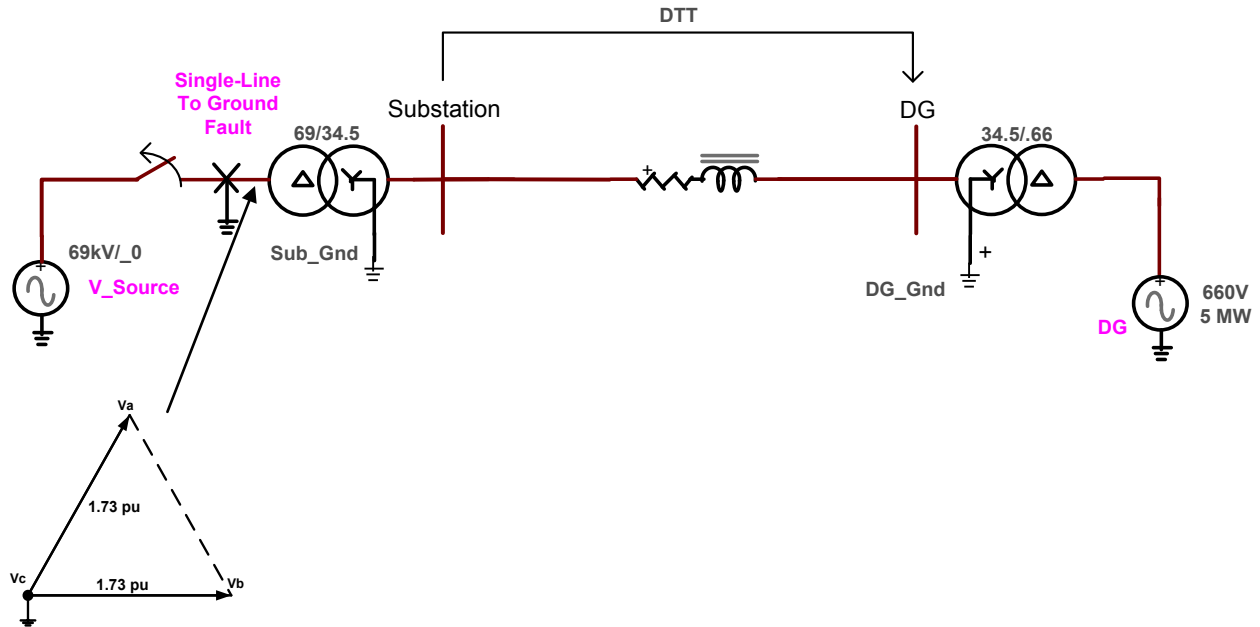 DTT
Single-Line
To Ground
Fault
Substation
DG
69/34.5
34.5/.66
+
69kV/_0
+
V_Source
Sub_Gnd
DG_Gnd
+
+
660V
5 MW
DG
Va
1.73 pu
Vc
1.73 pu
Vb